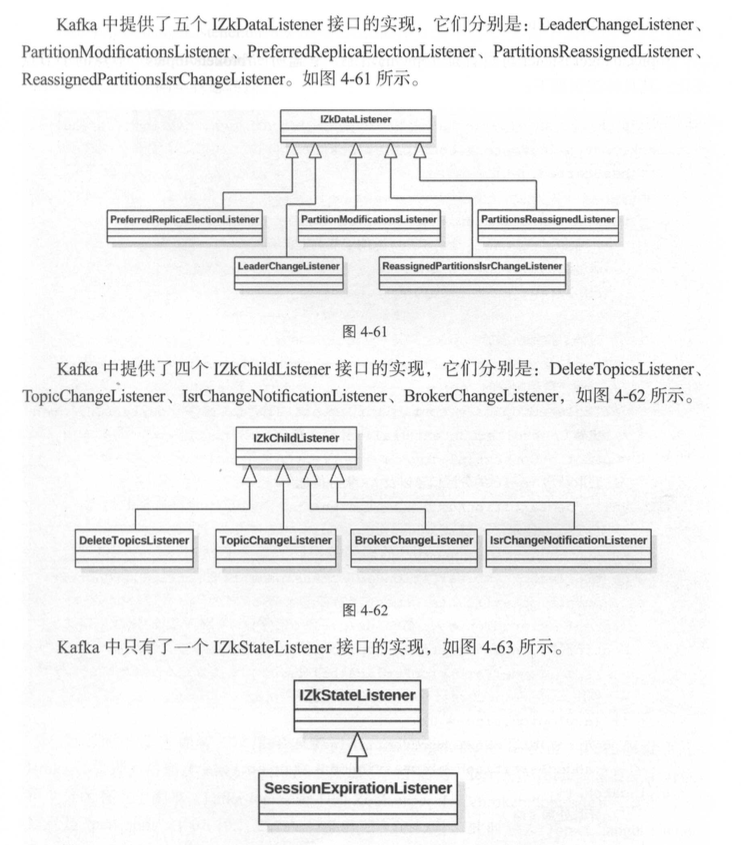 Kafka 中提供了五个 IZkDataListener 接口的实现，它们分别是：LeaderChangeListener、
PartitionModificationsListener、PreferredReplicaElectionListener、PartitionsReassignedListener、
ReassignedPartitionsIsrChangeListener。如图 4-61 所示。
IZkDataListener
PreferredReplicaElectionListener PartitionModificationsListener PartitionsReassignedListener
LeaderChangeListener ReassignedPartitionsIsrChangeListener
图 4-61
Kafka 中提供了四个 IZkChildListener 接口的实现，它们分别是：DeleteTopicsListener、
TopicChangeListener、IsrChangeNotificationListener、BrokerChangeListener，如图 4-62 所示。
IZkChildListener
DeleteTopicsListener TopicChangeListener BrokerChangeListener IsrChangeNotificationListener
图 4-62
Kafka 中只有了一个 IZkStateListener 接口的实现，如图 4-63 所示。
IZkStateListener
SessionExpirationListener